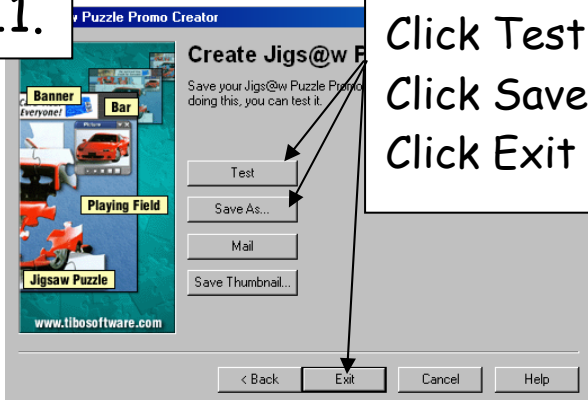 .1.
w Puzzle Promo Creator
Create Jigs@w P
Save your Jigs@w Puzzle Promo
doing this, you can test it.
Click Test
Click Save
Click Exit
Banner
Everyone!
Bar
Picture
Playing Field
Jigsaw Puzzle
www.tibosoftware.com
Test
Save As...
Mail
Save Thumbnail...
< Back
Exit
Cancel
Help